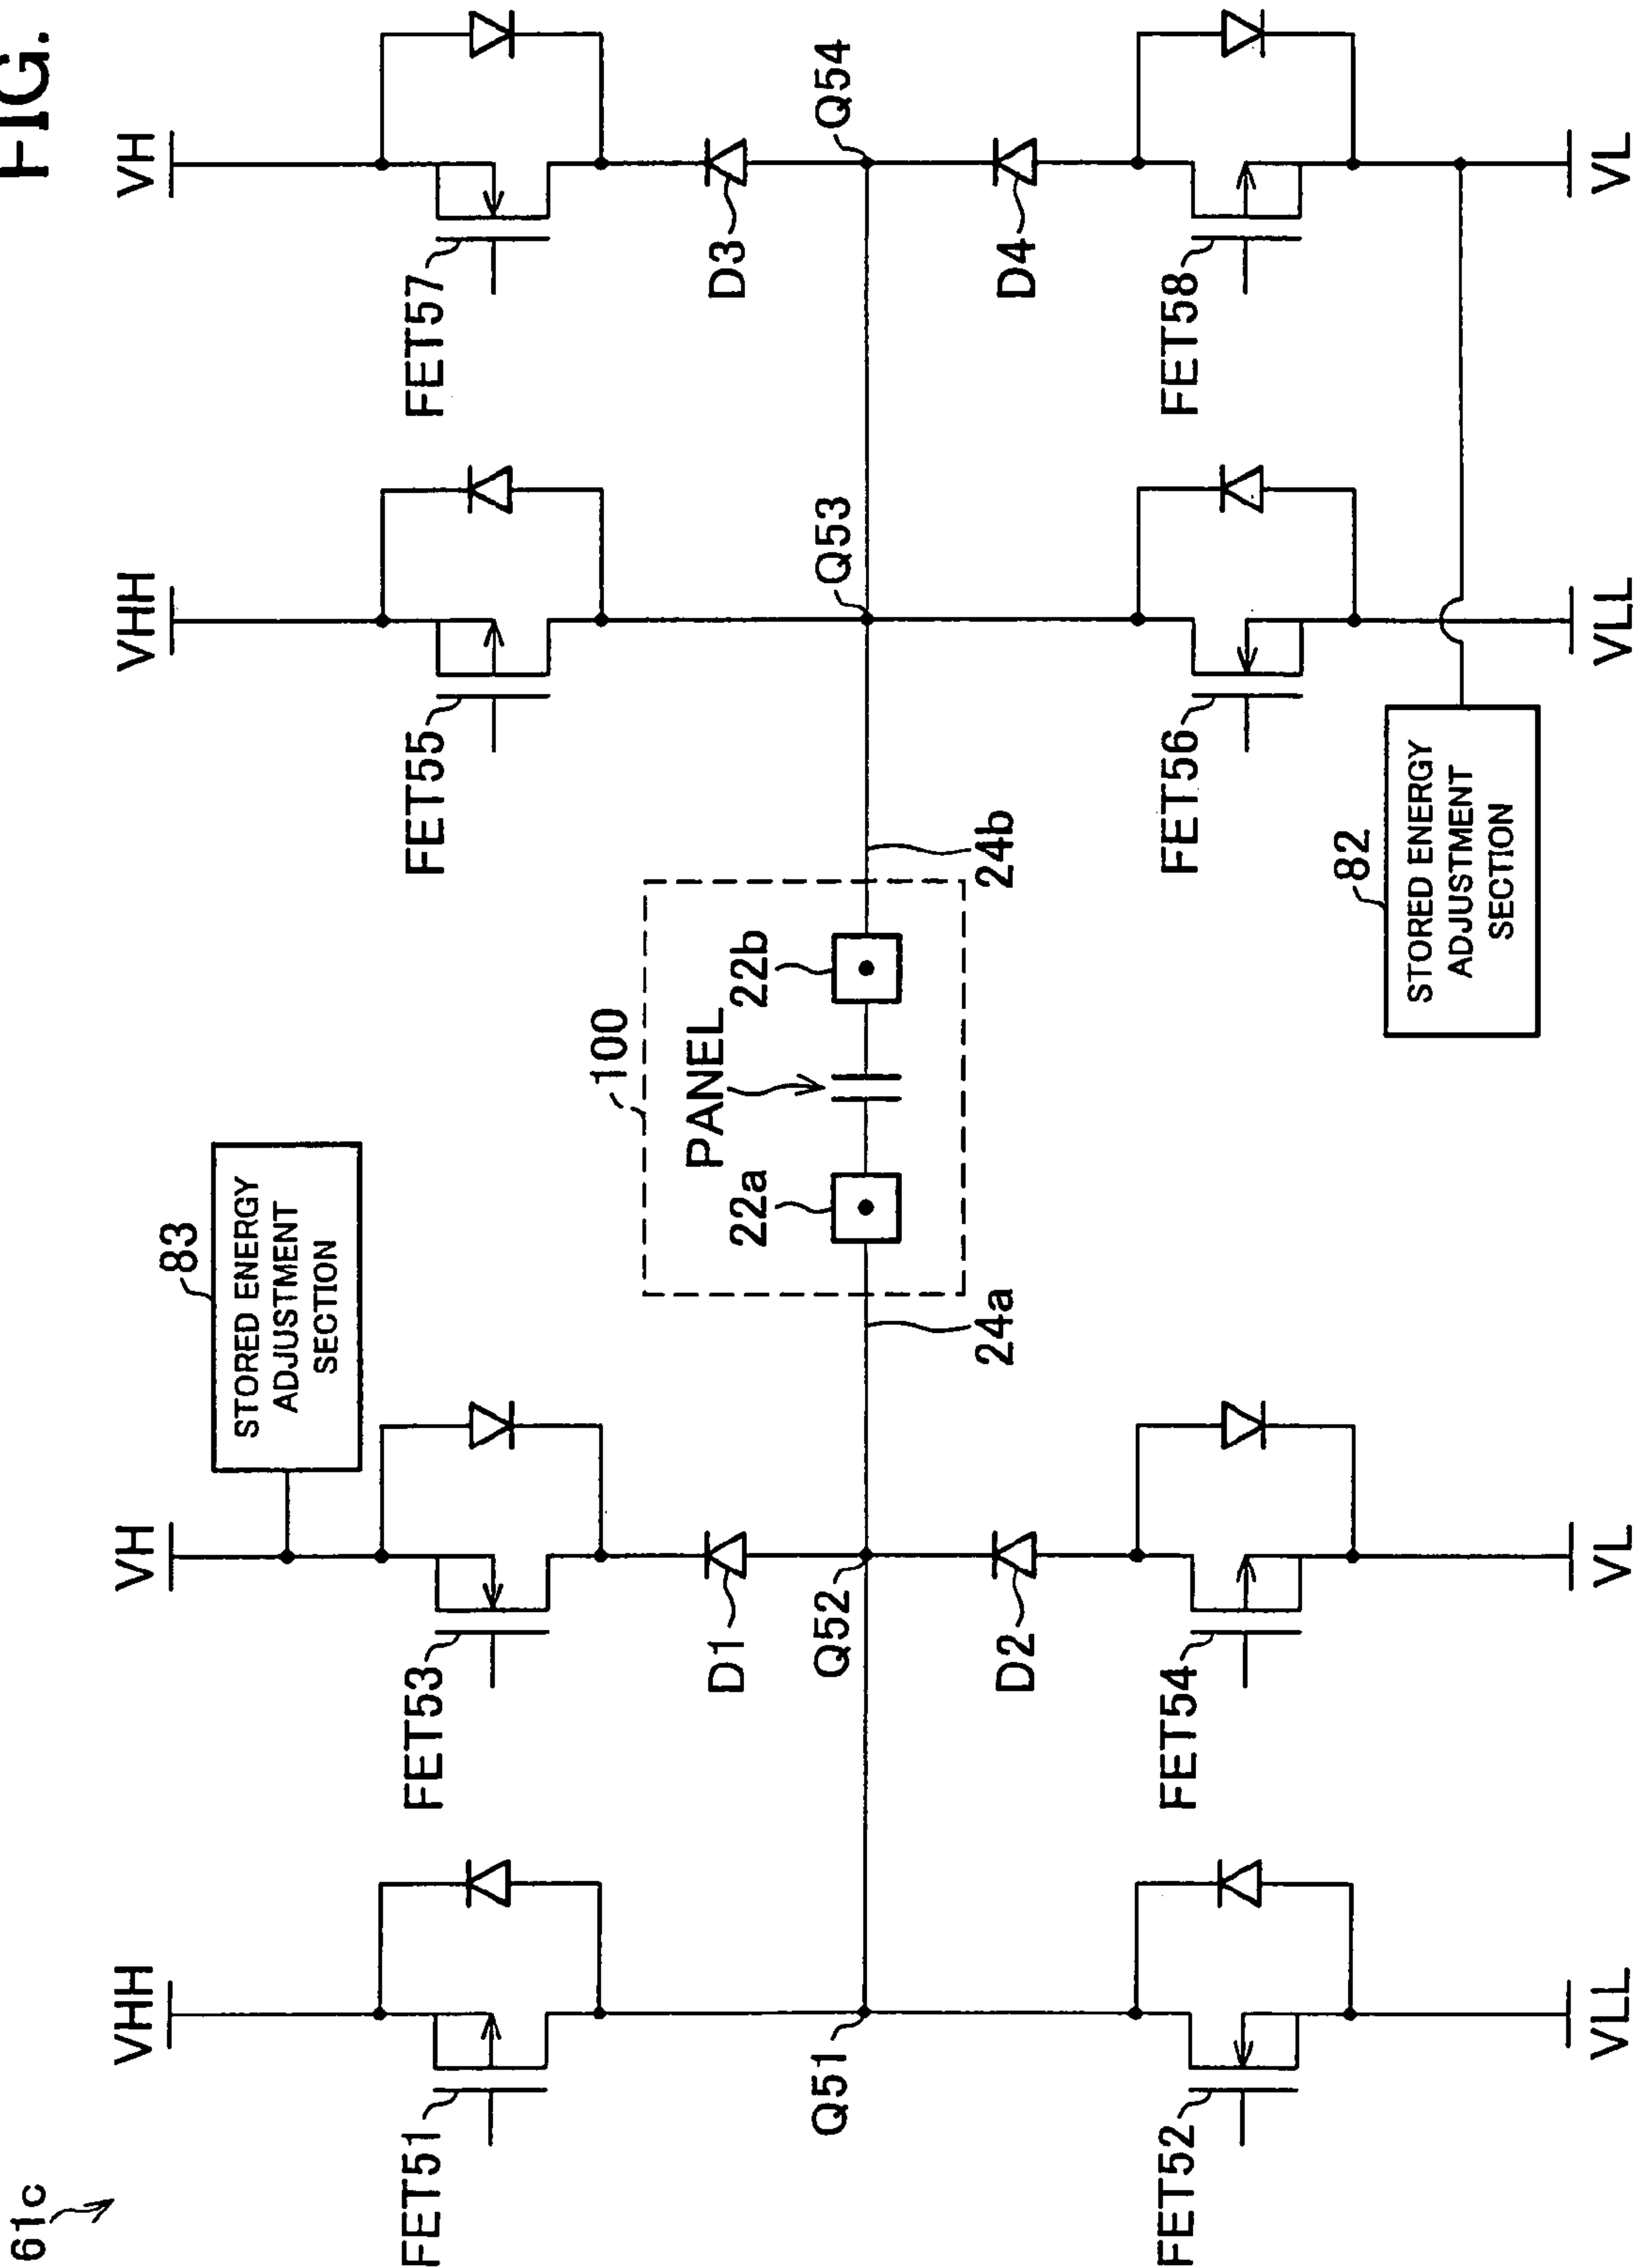 FIG.
61c
VHH
VH
83
STORED ENERGY
ADJUSTMENT
SECTION
VHH
VH
FET51
FET53
FET55
FET57
100
PANEL
D1
22a
22b
D3
Q51
Q52
Q53
Q54
24a
24b
D2
D4
FET52
FET54
FET56
FET58
82
STORED ENERGY
ADJUSTMENT
SECTION
VLL
VL
VLL
VL